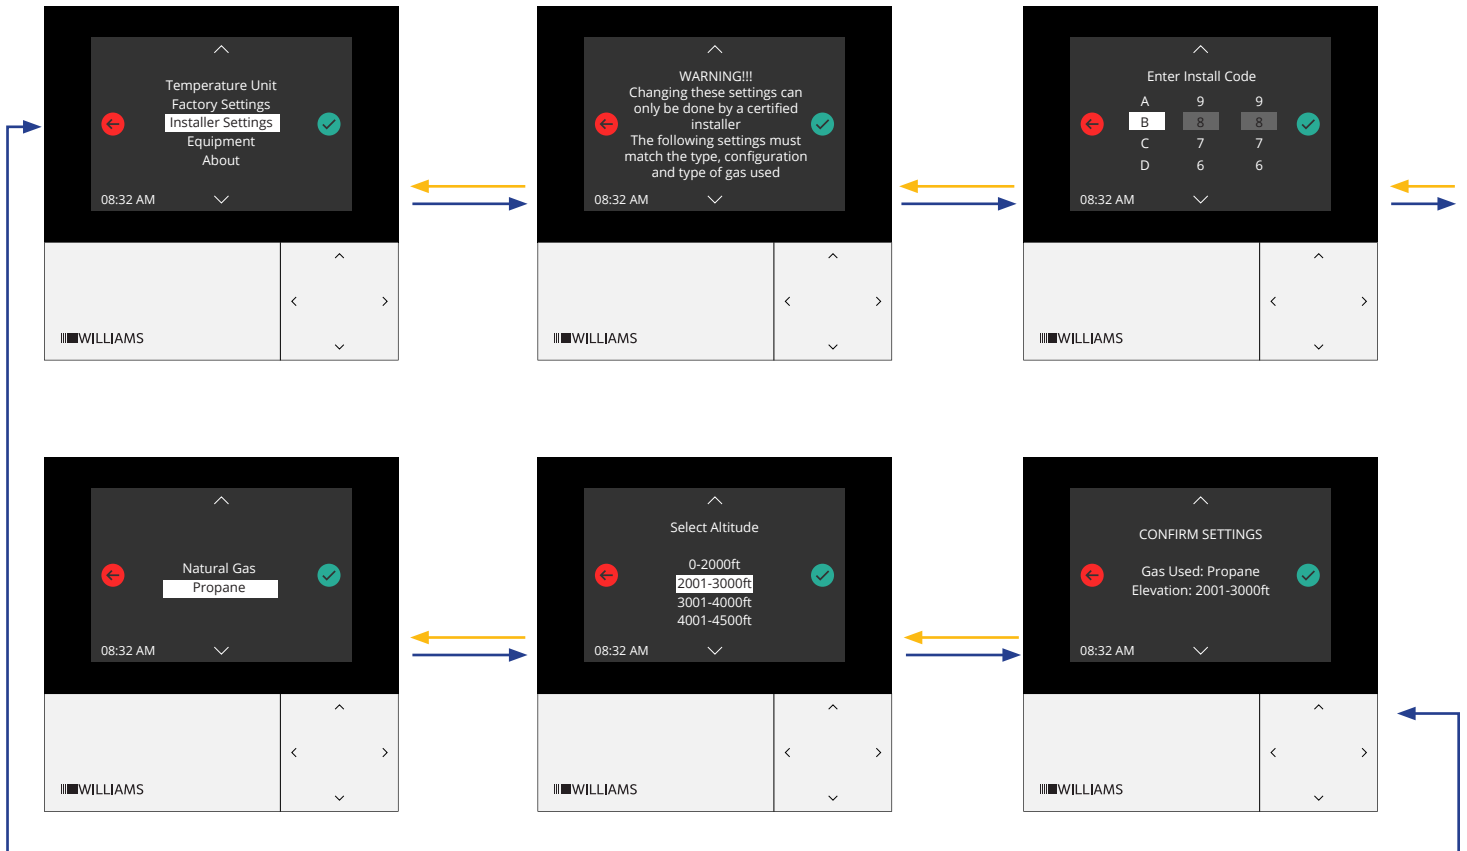 Temperature Unit
Factory Settings
Installer Settings
Equipment
About
08:32 AM
WILLIAMS
WARNING!!!
Changing these settings can
only be done by a certified
installer
The following settings must
match the type, configuration
and type of gas used
08:32 AM
WILLIAMS
Enter Install Code
A 9 9
B 8 8
C 7 7
D 6 6
08:32 AM
WILLIAMS
Natural Gas
Propane
08:32 AM
WILLIAMS
Select Altitude
0-2000ft
2001-3000ft
3001-4000ft
4001-4500ft
08:32 AM
WILLIAMS
CONFIRM SETTINGS
Gas Used: Propane
Elevation: 2001-3000ft
08:32 AM
WILLIAMS